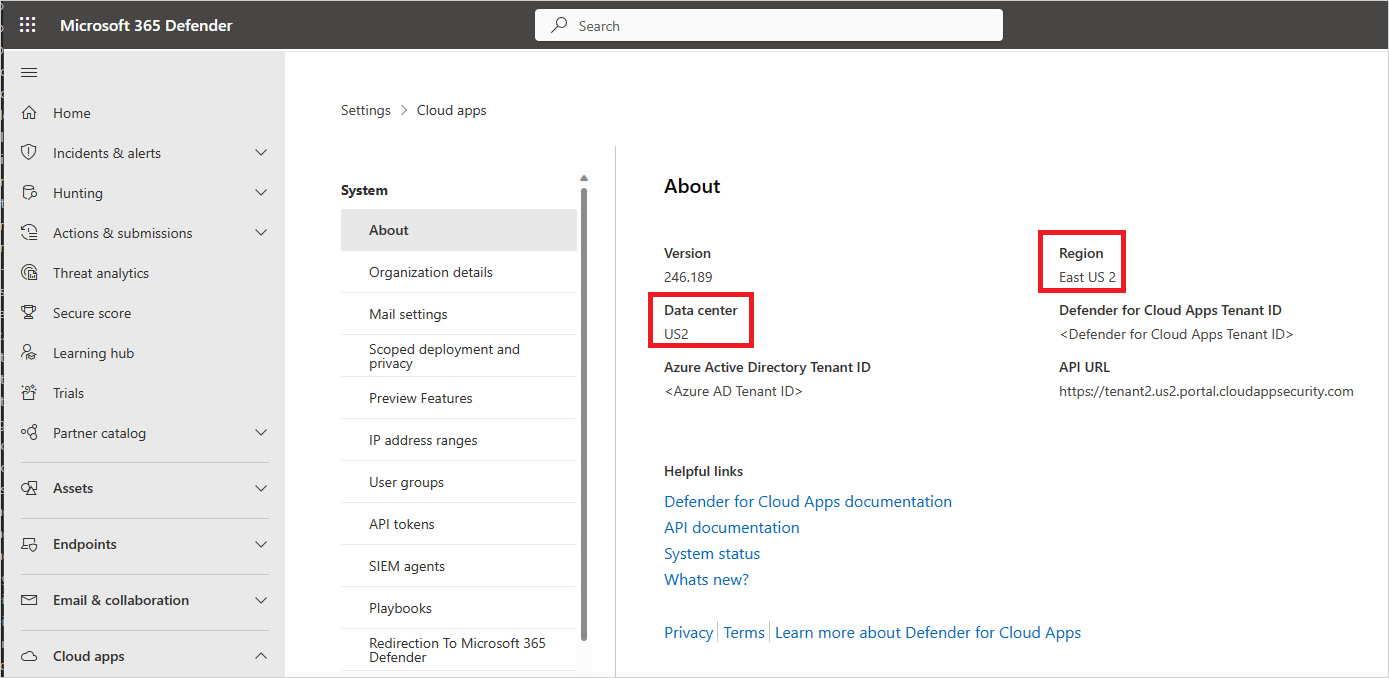 Microsoft 365 Defender
Search
Home
Incidents & alerts
Hunting
Actions & submissions
Threat analytics
Secure score
Learning hub
Trials
Partner catalog
Assets
Endpoints
Email & collaboration
Cloud apps
Settings > Cloud apps
System
About
Organization details
Mail settings
Scoped deployment and
privacy
Preview Features
IP address ranges
User groups
API tokens
SIEM agents
Playbooks
Redirection To Microsoft 365
Defender
About
Version
246.189
Region
East US 2
Data center
US2
Defender for Cloud Apps Tenant ID
<Defender for Cloud Apps Tenant ID>
Azure Active Directory Tenant ID
<Azure AD Tenant ID>
API URL
https://tenant2.us2.portal.cloudappsecurity.com
Helpful links
Defender for Cloud Apps documentation
API documentation
System status
Whats new?
Privacy | Terms | Learn more about Defender for Cloud Apps